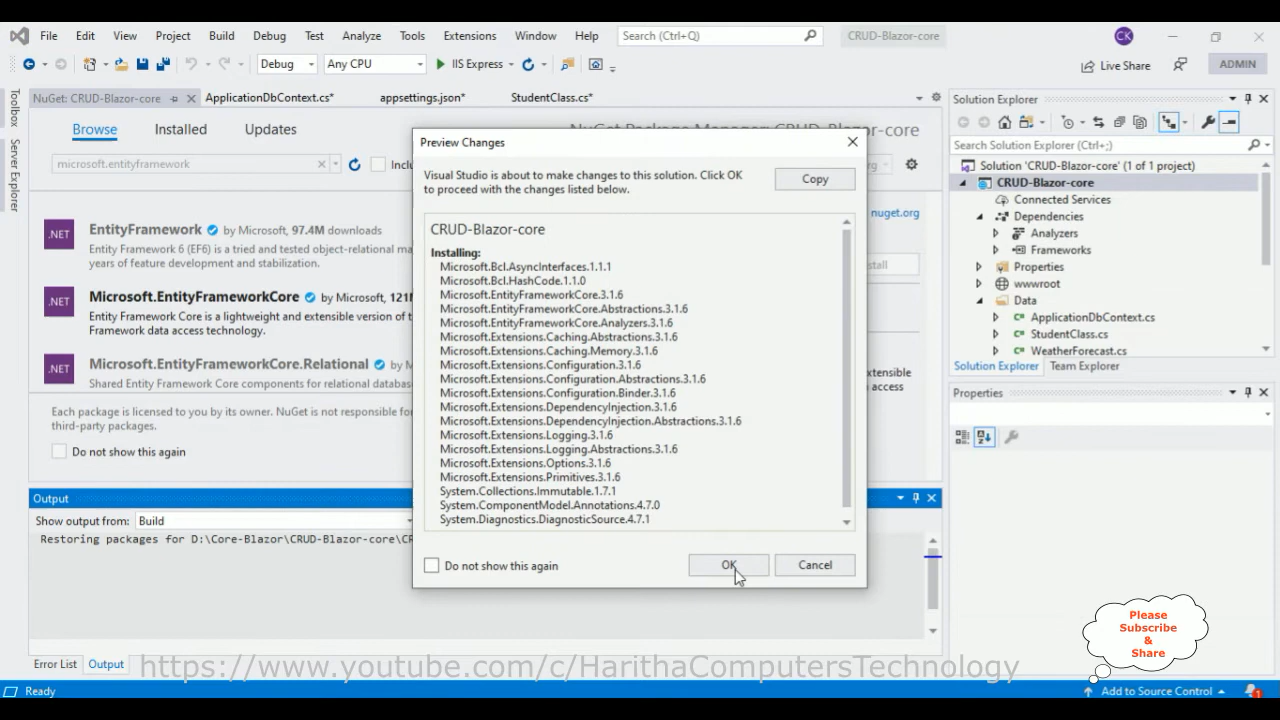 File Edit View Project Build Debug Test Analyze Tools Extensions Window Help Search (Ctrl+Q) CRUD-Blazor-core CK
Debug Any CPU IIS Express Live Share ADMIN
Toolbox
Server Explorer
NuGet: CRUD-Blazor-core ApplicationDbContext.cs* appsettings.json* StudentClass.cs*
Browse Installed Updates NuGet Package Manager: CRUD-Blazor-core
microsoft.entityframework Inclu
nuget.org
EntityFramework by Microsoft, 97.4M downloads
Entity Framework 6 (EF6) is a tried and tested object-relational ma
years of feature development and stabilization.
Microsoft.EntityFrameworkCore by Microsoft, 121M
Entity Framework Core is a lightweight and extensible version of t
Framework data access technology.
Microsoft.EntityFrameworkCore.Relational by M
Shared Entity Framework Core components for relational databas
Each package is licensed to you by its owner. NuGet is not responsible f
third-party packages.
Do not show this again
stall
xtensible
a access
Preview Changes
Visual Studio is about to make changes to this solution. Click OK
to proceed with the changes listed below.
Copy
CRUD-Blazor-core
Installing:
Microsoft.Bcl.AsyncInterfaces.1.1.1
Microsoft.Bcl.HashCode.1.1.0
Microsoft.EntityFrameworkCore.3.1.6
Microsoft.EntityFrameworkCore.Abstractions.3.1.6
Microsoft.EntityFrameworkCore.Analyzers.3.1.6
Microsoft.Extensions.Caching.Abstractions.3.1.6
Microsoft.Extensions.Caching.Memory.3.1.6
Microsoft.Extensions.Configuration.3.1.6
Microsoft.Extensions.Configuration.Abstractions.3.1.6
Microsoft.Extensions.Configuration.Binder.3.1.6
Microsoft.Extensions.DependencyInjection.3.1.6
Microsoft.Extensions.DependencyInjection.Abstractions.3.1.6
Microsoft.Extensions.Logging.3.1.6
Microsoft.Extensions.Logging.Abstractions.3.1.6
Microsoft.Extensions.Options.3.1.6
Microsoft.Extensions.Primitives.3.1.6
System.Collections.Immutable.1.7.1
System.ComponentModel.Annotations.4.7.0
System.Diagnostics.DiagnosticSource.4.7.1
Do not show this again OK Cancel
Solution Explorer
Search Solution Explorer (Ctrl+;)
Solution 'CRUD-Blazor-core' (1 of 1 project)
CRUD-Blazor-core
Connected Services
Dependencies
Analyzers
Frameworks
Properties
wwwroot
Data
ApplicationDbContext.cs
StudentClass.cs
WeatherForecast.cs
Solution Explorer Team Explorer
Properties
Output
Show output from: Build
Restoring packages for D:\Core-Blazor\CRUD-Blazor-core\CR
Error List Output
https://www.youtube.com/c/HarithaComputersTechnology
Please
Subscribe
&
Share
Ready Add to Source Control 1